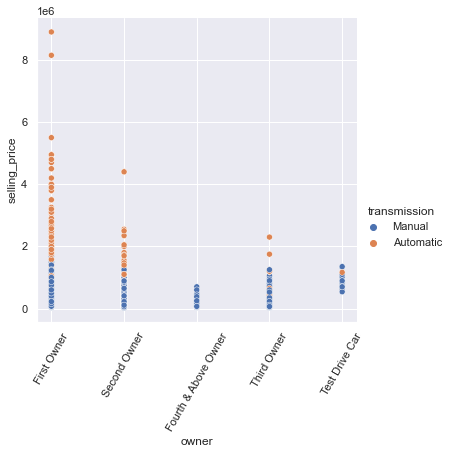 1e6
8
6
4
2
0
selling_price
First Owner
Second Owner
Fourth & Above Owner
Third Owner
Test Drive Car
owner
transmission
Manual
Automatic